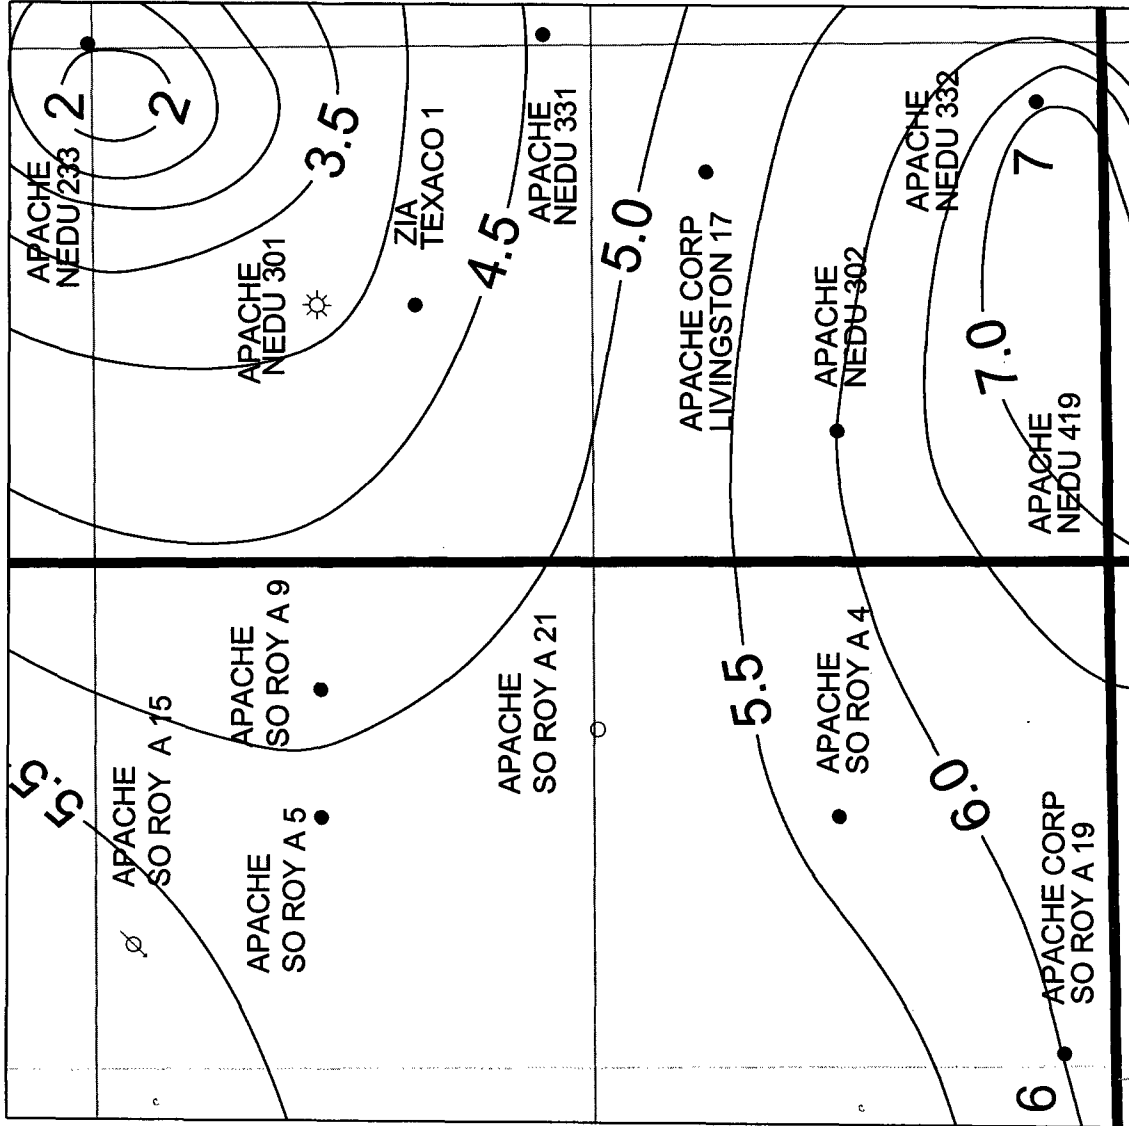 APACHE
NEDU 233
2
2
3.5
APACHE
NEDU 301
ZIA
TEXACO 1
4.5
APACHE
NEDU 331
5.0
APACHE CORP
LIVINGSTON 17
APACHE
NEDU 332
7
APACHE
NEDU 302
7.0
APACHE
NEDU 419
5.5
APACHE
SO ROY A 15
APACHE
SO ROY A 9
APACHE
SO ROY A 5
APACHE
SO ROY A 21
5.5
APACHE
SO ROY A 4
6.0
APACHE CORP
SO ROY A 19
6